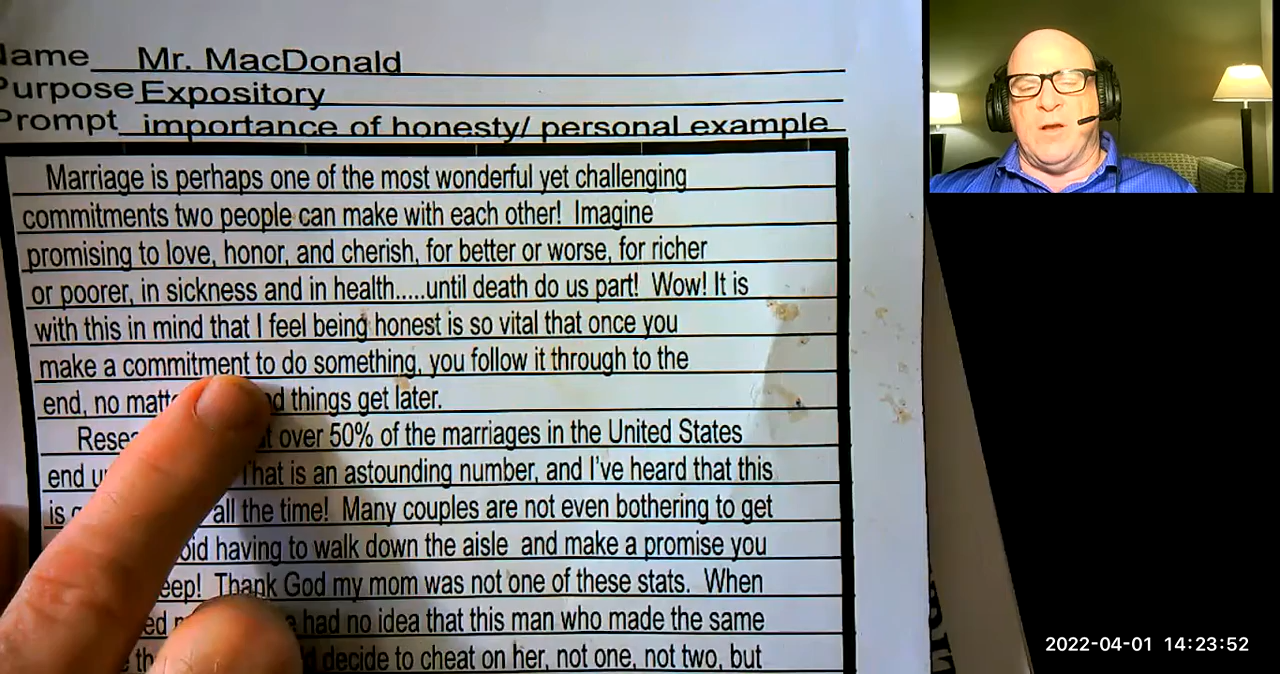 Name Mr. MacDonald
Purpose Expository
Prompt importance of honesty/ personal example
Marriage is perhaps one of the most wonderful yet challenging
commitments two people can make with each other! Imagine
promising to love, honor, and cherish, for better or worse, for richer
or poorer, in sickness and in health.....until death do us part! Wow! It is
with this in mind that I feel being honest is so vital that once you
make a commitment to do something, you follow it through to the
end, no things get later.
over 50% of the marriages in the United States
end That is an astounding number, and I've heard that this
is all the time! Many couples are not even bothering to get
having to walk down the aisle and make a promise you
Thank God my mom was not one of these stats. When
had no idea that this man who made the same
decide to cheat on her, not one, not two, but
2022-04-01 14:23:52